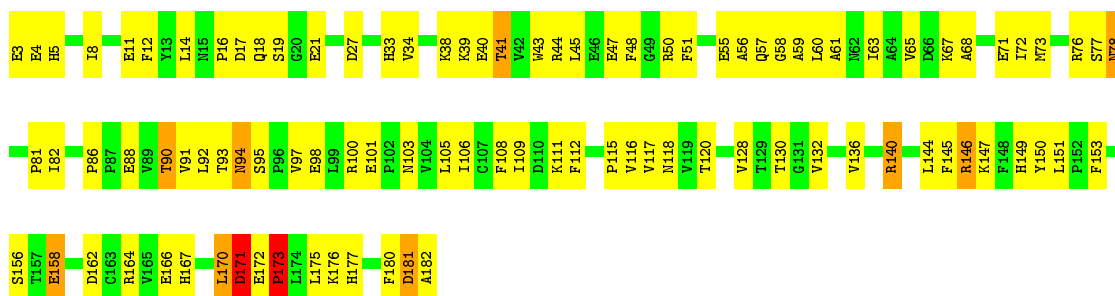 E3 E4 H5 I8 E11 F12 Y13 L14 N15 P16 D17 Q18 S19 G20 E21 D27 H33 V34 K38 K39 E40 T41 V42 W43 R44 L45 E46 E47 F48 G49 R50 F51 E55 A56 Q57 G58 A59 L60 A61 N62 I63 A64 V65 D66 K67 A68 E71 I72 M73 R76 S77 N78
P81 I82 P86 P87 E88 V89 T90 V91 L92 T93 N94 S95 P96 V97 E98 L99 R100 E101 P102 N103 V104 L105 I106 C107 F108 I109 D110 K111 F112 P115 V116 V117 N118 V119 T120 V128 T129 T130 G131 V132 V136 R140 L144 F145 R146 K147 F148 H149 Y150 L151 P152 F153
S156 T157 E158 D162 C163 R164 V165 E166 H167 L170 D171 E172 P173 L174 L175 K176 H177 F180 D181 A182